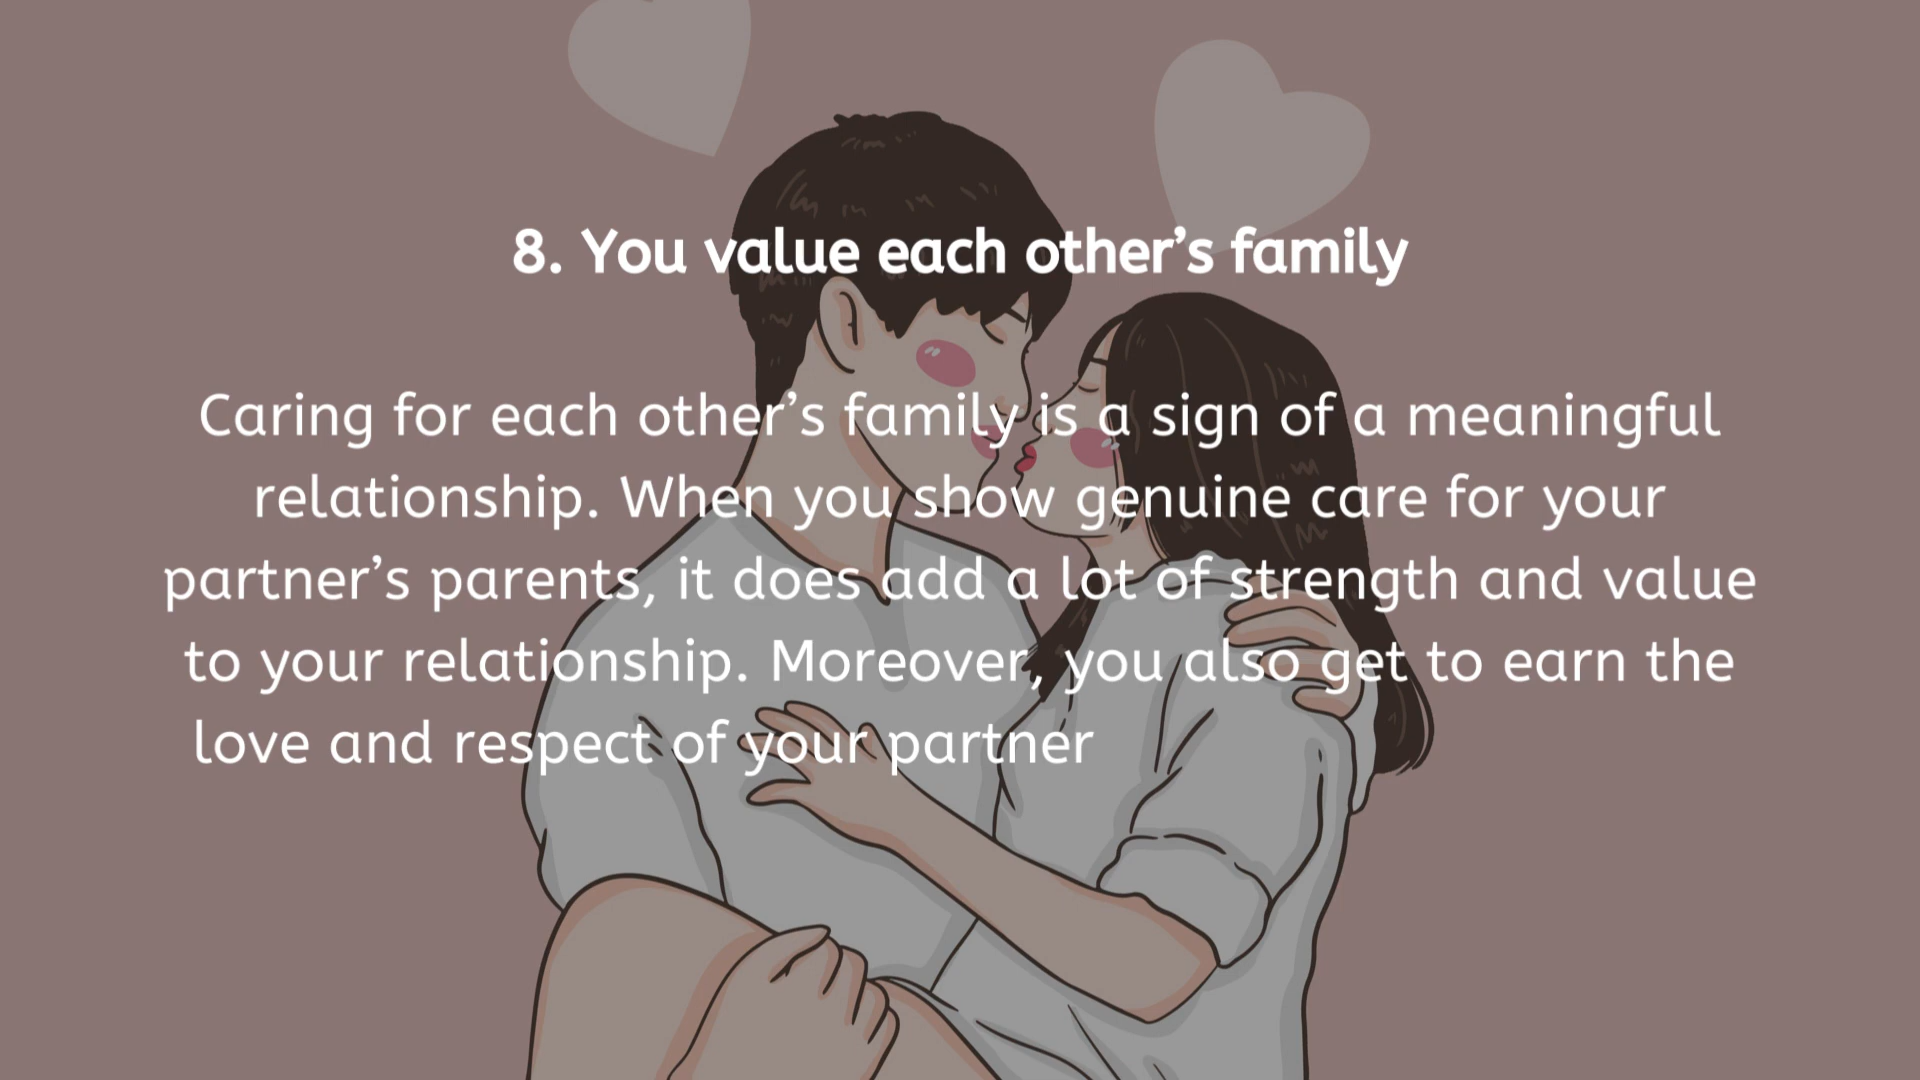 8. You value each other’s family
Caring for each other’s family is a sign of a meaningful
relationship. When you show genuine care for your
partner’s parents, it does add a lot of strength and value
to your relationship. Moreover, you also get to earn the
love and respect of your partner